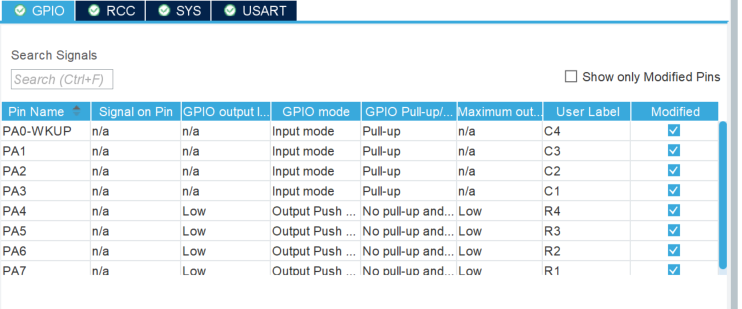 GPIO RCC SYS USART
Search Signals
Search (Ctrl+F)
Show only Modified Pins
Pin Name Signal on Pin GPIO output l... GPIO mode GPIO Pull-up/... Maximum out... User Label Modified
PA0-WKUP n/a n/a Input mode Pull-up n/a C4
PA1 n/a n/a Input mode Pull-up n/a C3
PA2 n/a n/a Input mode Pull-up n/a C2
PA3 n/a n/a Input mode Pull-up n/a C1
PA4 n/a Low Output Push ... No pull-up and... Low R4
PA5 n/a Low Output Push ... No pull-up and... Low R3
PA6 n/a Low Output Push ... No pull-up and... Low R2
PA7 n/a Low Output Push ... No pull-up and... Low R1